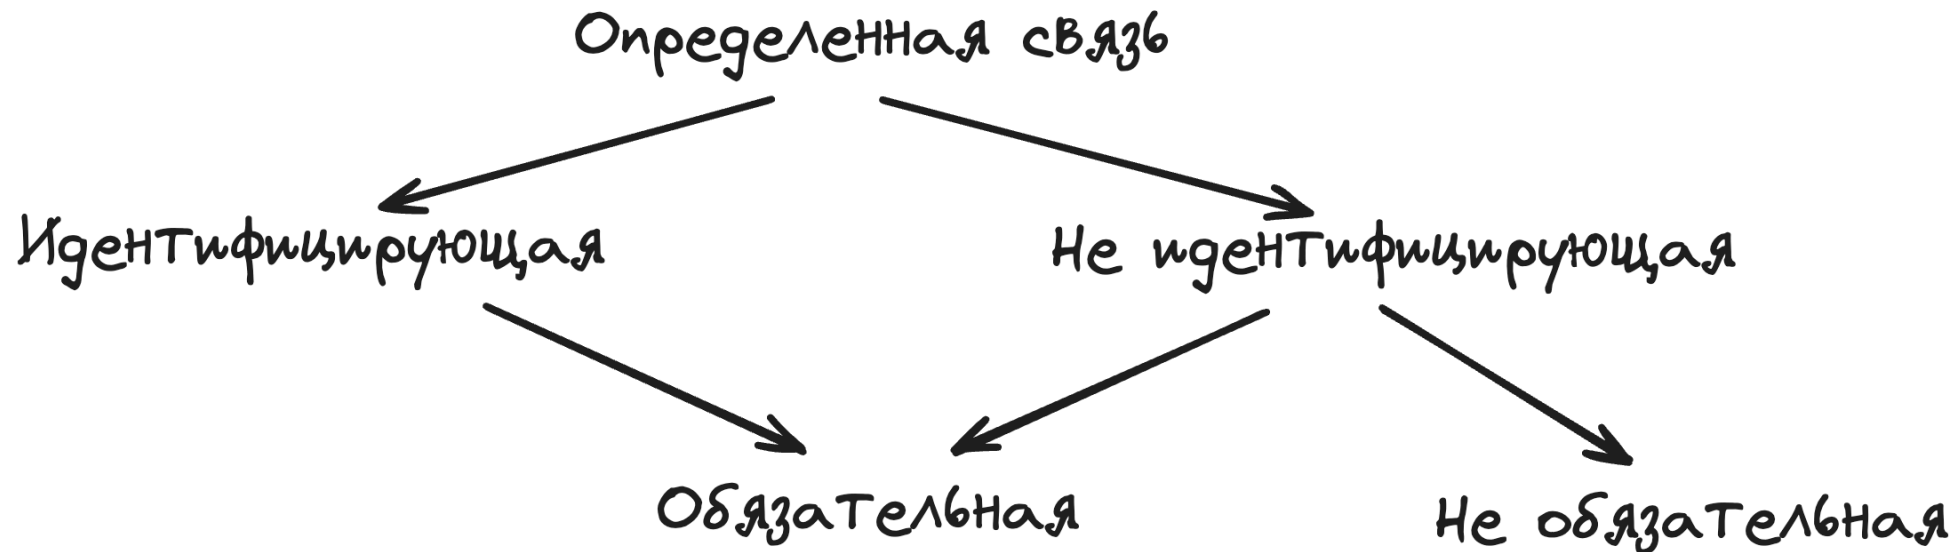 Определенная связь
Идентифицирующая
Не идентифицирующая
Обязательная
Не обязательная